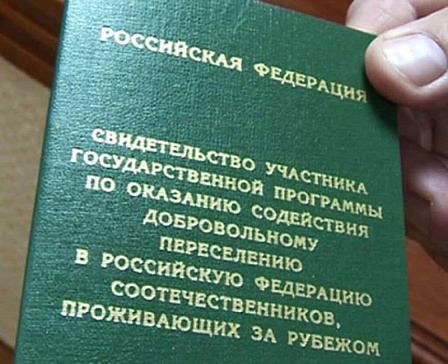 РОССИЙСКАЯ ФЕДЕРАЦИЯ
СВИДЕТЕЛЬСТВО УЧАСТНИКА
ГОСУДАРСТВЕННОЙ ПРОГРАММЫ
ПО ОКАЗАНИЮ СОДЕЙСТВИЯ
ДОБРОВОЛЬНОМУ
ПЕРЕСЕЛЕНИЮ
В РОССИЙСКУЮ ФЕДЕРАЦИЮ
СООТЕЧЕСТВЕННИКОВ,
ПРОЖИВАЮЩИХ ЗА РУБЕЖОМ